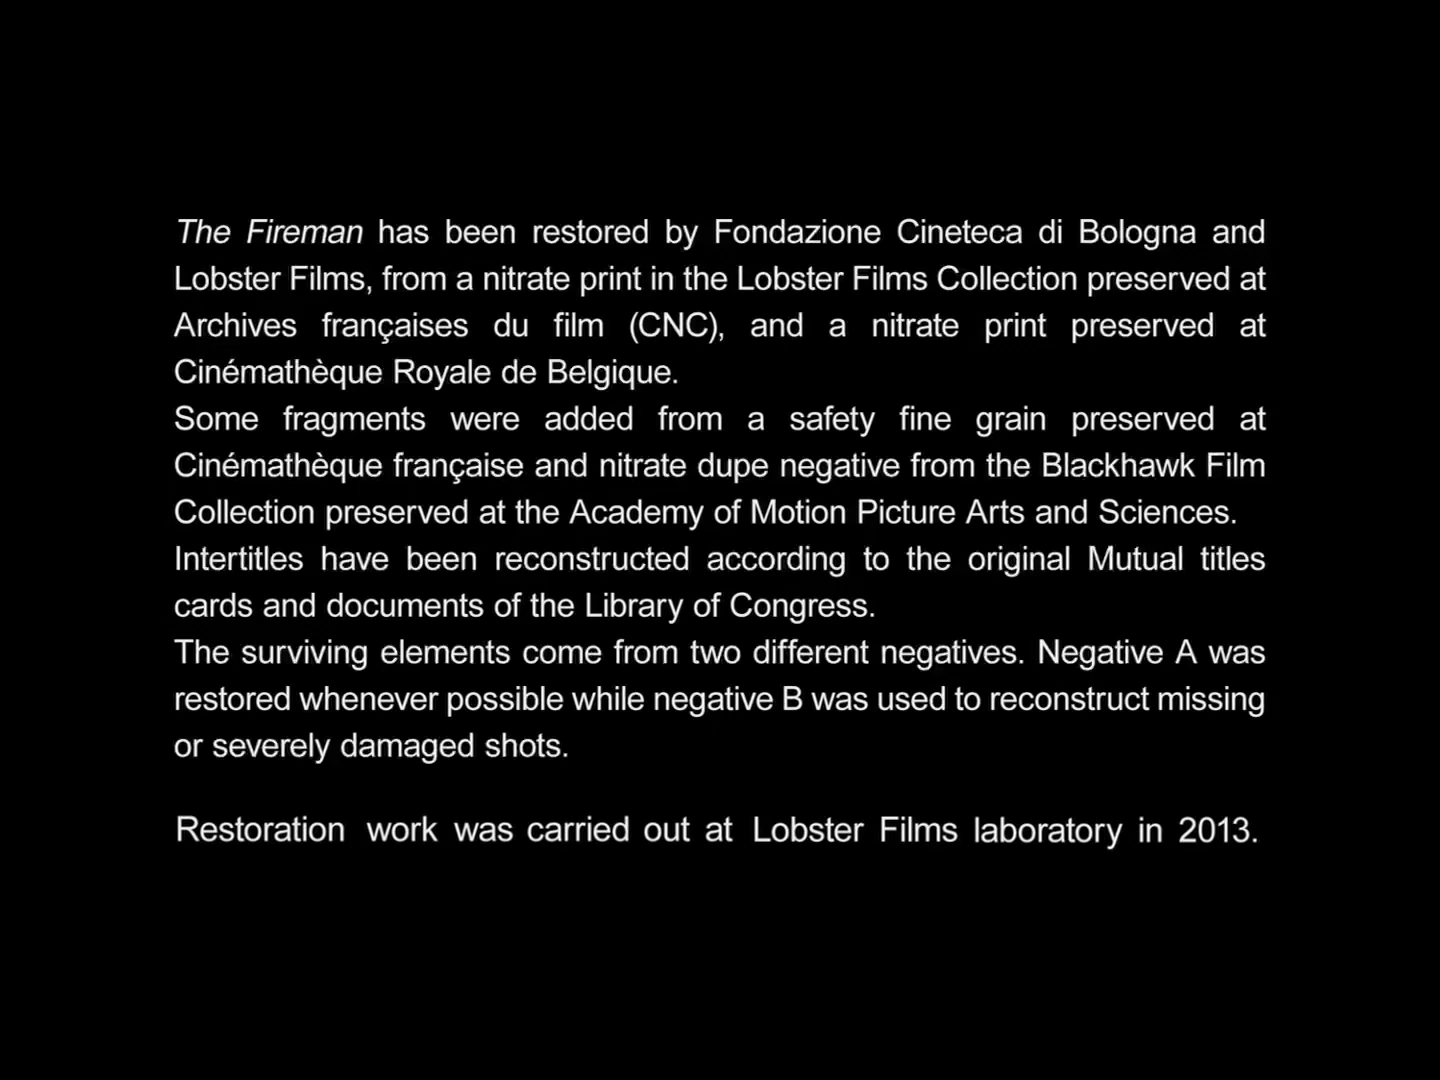 The Fireman has been restored by Fondazione Cineteca di Bologna and
Lobster Films, from a nitrate print in the Lobster Films Collection preserved at
Archives françaises du film (CNC), and a nitrate print preserved at
Cinémathèque Royale de Belgique.
Some fragments were added from a safety fine grain preserved at
Cinémathèque française and nitrate dupe negative from the Blackhawk Film
Collection preserved at the Academy of Motion Picture Arts and Sciences.
Intertitles have been reconstructed according to the original Mutual titles
cards and documents of the Library of Congress.
The surviving elements come from two different negatives. Negative A was
restored whenever possible while negative B was used to reconstruct missing
or severely damaged shots.
Restoration work was carried out at Lobster Films laboratory in 2013.